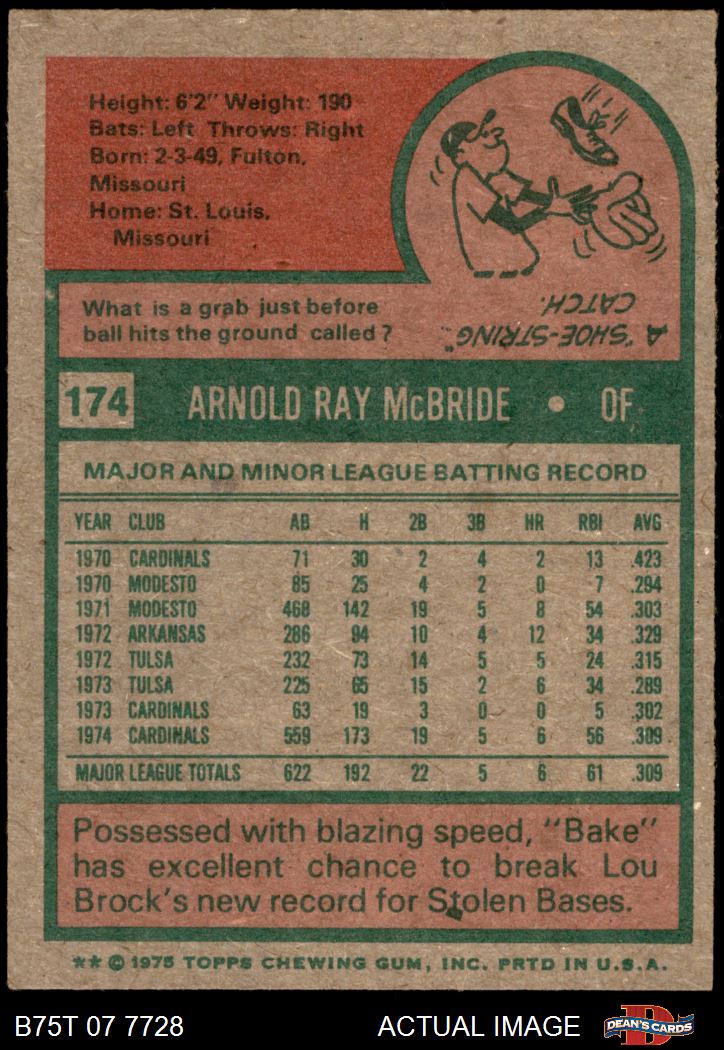 Height: 6'2" Weight: 190
Bats: Left Throws: Right
Born: 2-3-49, Fulton,
Missouri
Home: St. Louis,
Missouri
What is a grab just before
ball hits the ground called?
A "SHOE-STRING"
CATCH.
174 ARNOLD RAY McBRIDE • OF
MAJOR AND MINOR LEAGUE BATTING RECORD
YEAR CLUB AB H 2B 3B HR RBI AVG
1970 CARDINALS 71 30 2 4 2 13 .423
1970 MODESTO 85 25 4 2 0 7 .294
1971 MODESTO 468 142 19 5 8 54 .303
1972 ARKANSAS 286 94 10 4 12 34 .329
1972 TULSA 232 73 14 5 5 24 .315
1973 TULSA 225 65 15 2 6 34 .289
1973 CARDINALS 63 19 3 0 0 5 .302
1974 CARDINALS 559 173 19 5 6 56 .309
MAJOR LEAGUE TOTALS 622 192 22 5 6 61 .309
Possessed with blazing speed, "Bake"
has excellent chance to break Lou
Brock's new record for Stolen Bases.
** © 1975 TOPPS CHEWING GUM, INC. PRTD IN U.S.A.
B75T 07 7728 ACTUAL IMAGE D DEAN'S CARDS